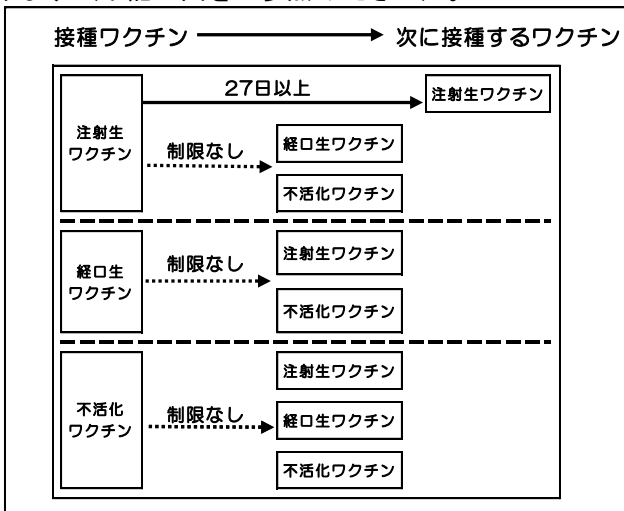 接種ワクチン
次に接種するワクチン
注射生
ワクチン
27日以上
注射生ワクチン
制限なし
経口生ワクチン
不活化ワクチン
経口生
ワクチン
制限なし
注射生ワクチン
不活化ワクチン
不活化
ワクチン
制限なし
注射生ワクチン
経口生ワクチン
不活化ワクチン